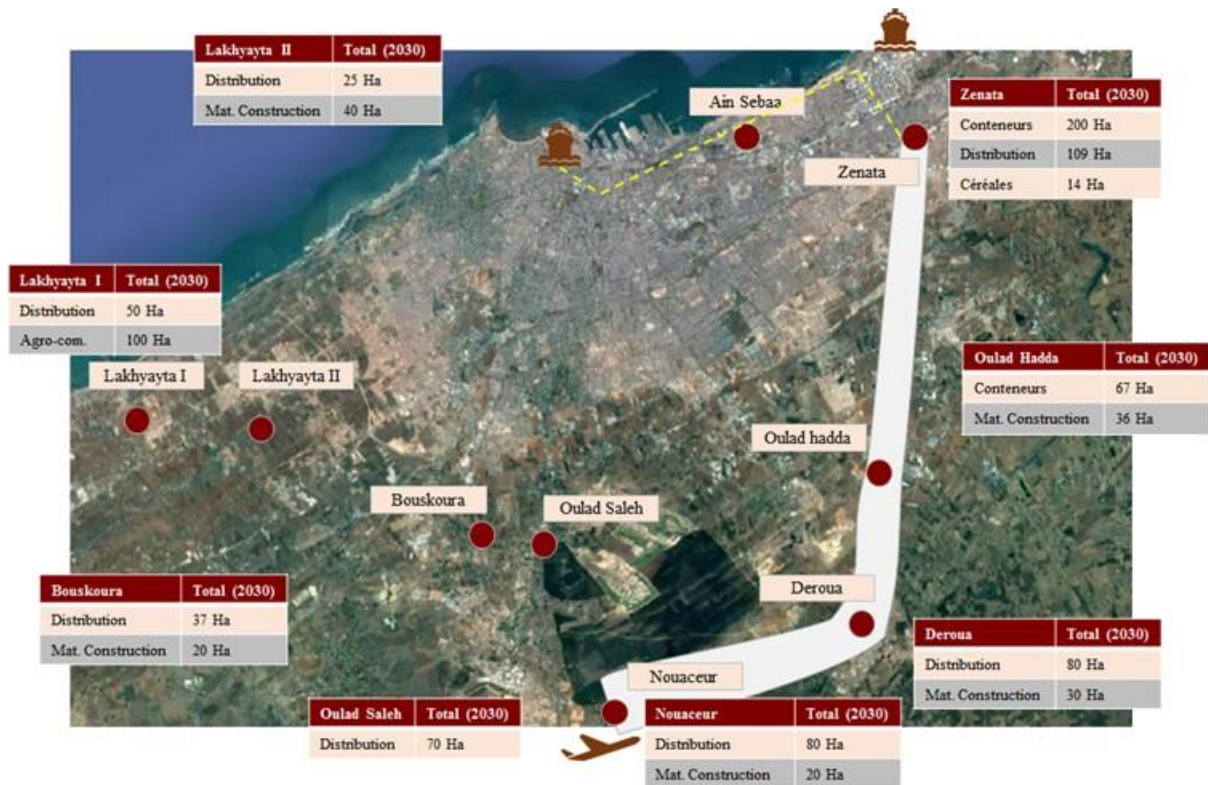 Lakhyayta II Total (2030)
Distribution 25 Ha
Mat. Construction 40 Ha
Ain Sebaa
Zenata Total (2030)
Conteneurs 200 Ha
Distribution 109 Ha
Céréales 14 Ha
Zenata
Lakhyayta I Total (2030)
Distribution 50 Ha
Agro-com. 100 Ha
Lakhyayta I
Lakhyayta II
Oulad Hadda Total (2030)
Conteneurs 67 Ha
Mat. Construction 36 Ha
Oulad hadda
Bouskoura
Oulad Saleh
Bouskoura Total (2030)
Distribution 37 Ha
Mat. Construction 20 Ha
Deroua
Deroua Total (2030)
Distribution 80 Ha
Mat. Construction 30 Ha
Nouaceur
Oulad Saleh Total (2030)
Distribution 70 Ha
Nouaceur Total (2030)
Distribution 80 Ha
Mat. Construction 20 Ha